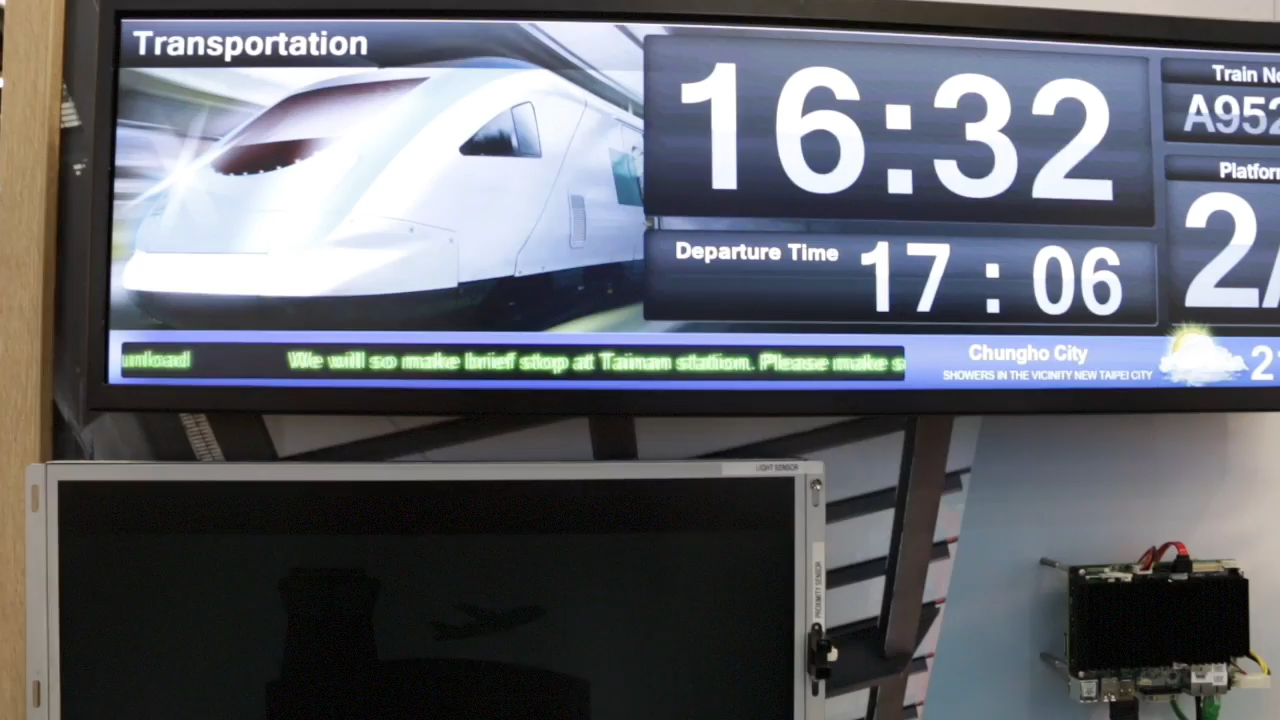 Transportation
16:32
Train No
A952
Platform
2/
Departure Time 17 : 06
unload We will so make brief stop at Tainan station. Please make s
Chungho City
SHOWERS IN THE VICINITY NEW TAIPEI CITY
2
LIGHT SENSOR
PROXIMITY SENSOR